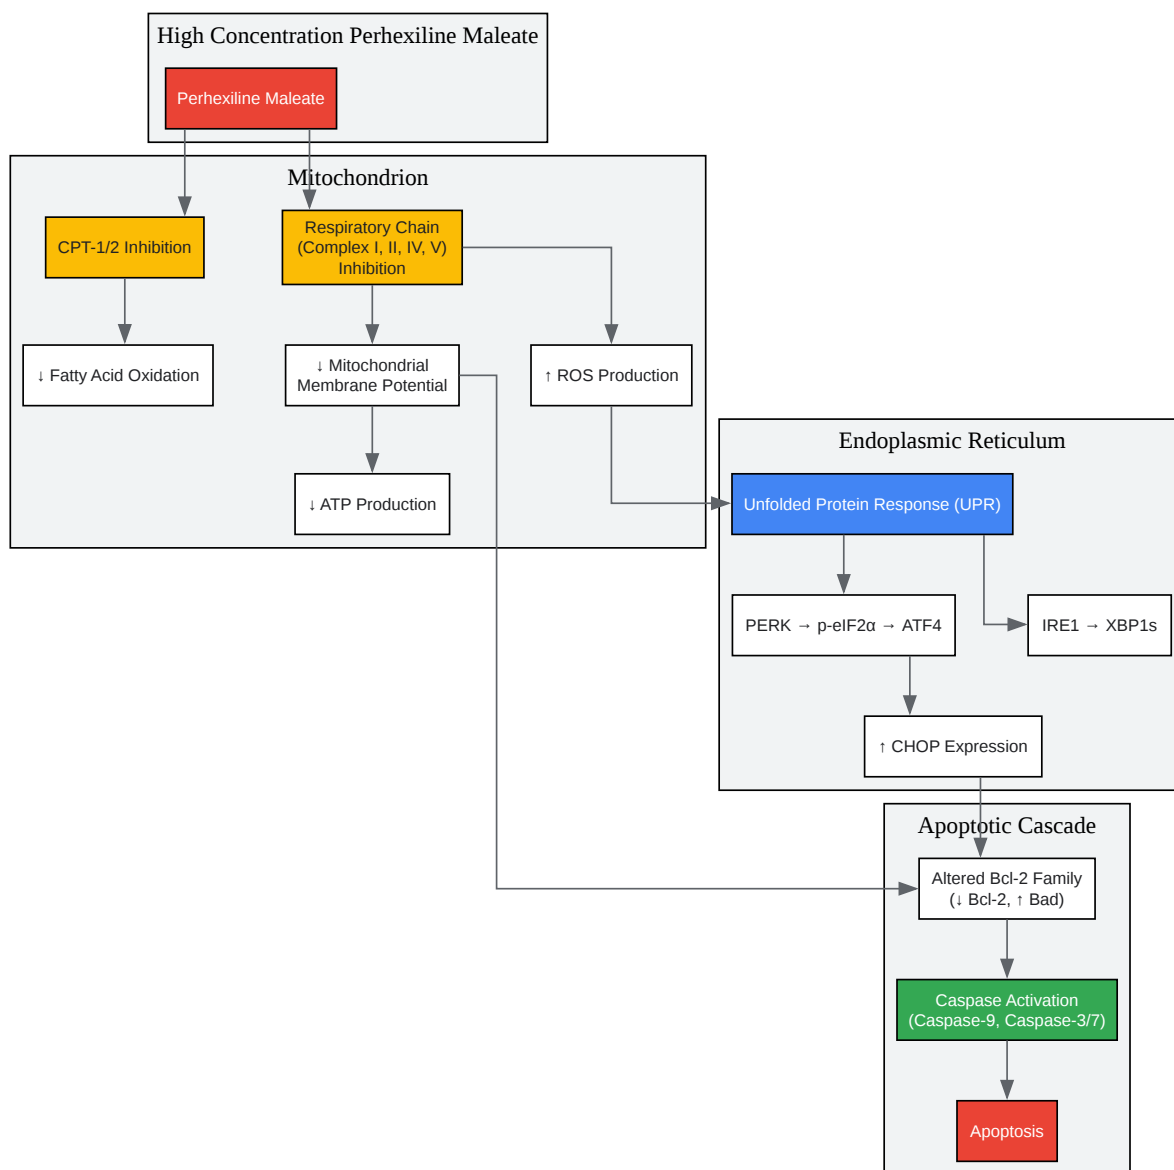 High Concentration Perhexiline Maleate
Perhexiline Maleate
Mitochondrion
CPT-1/2 Inhibition
Respiratory Chain
(Complex I, II, IV, V)
Inhibition
↓ Fatty Acid Oxidation
↓ Mitochondrial
Membrane Potential
↑ ROS Production
↓ ATP Production
Endoplasmic Reticulum
Unfolded Protein Response (UPR)
PERK → p-eIF2α → ATF4
IRE1 → XBP1s
↑ CHOP Expression
Apoptotic Cascade
Altered Bcl-2 Family
(↓ Bcl-2, ↑ Bad)
Caspase Activation
(Caspase-9, Caspase-3/7)
Apoptosis